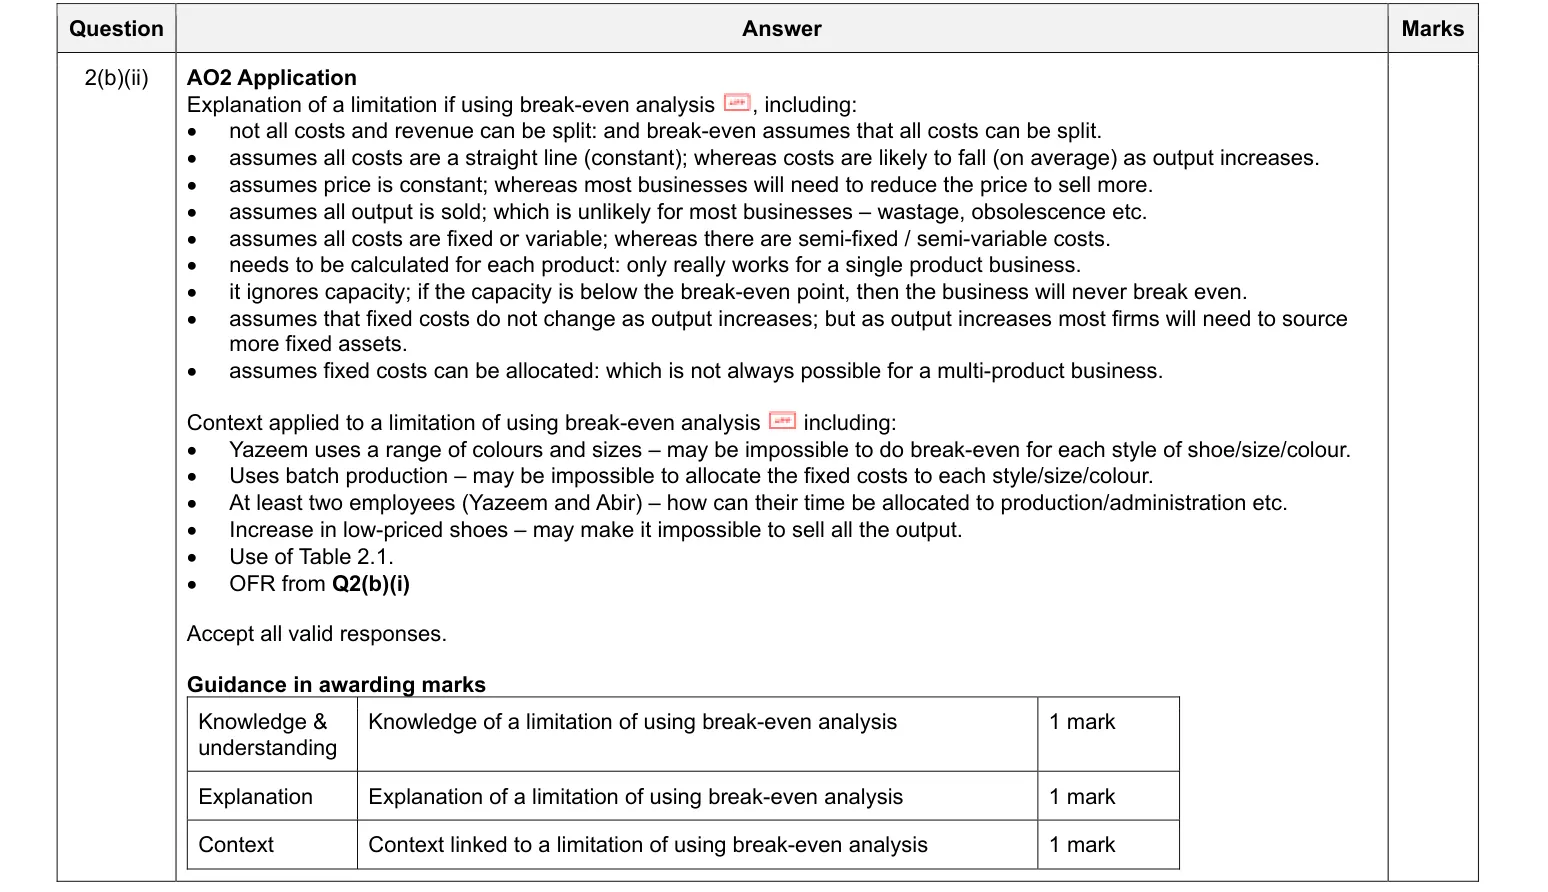 Question Answer Marks
2(b)(ii) AO2 Application
Explanation of a limitation if using break-even analysis , including:
• not all costs and revenue can be split: and break-even assumes that all costs can be split.
• assumes all costs are a straight line (constant); whereas costs are likely to fall (on average) as output increases.
• assumes price is constant; whereas most businesses will need to reduce the price to sell more.
• assumes all output is sold; which is unlikely for most businesses – wastage, obsolescence etc.
• assumes all costs are fixed or variable; whereas there are semi-fixed / semi-variable costs.
• needs to be calculated for each product: only really works for a single product business.
• it ignores capacity; if the capacity is below the break-even point, then the business will never break even.
• assumes that fixed costs do not change as output increases; but as output increases most firms will need to source
more fixed assets.
• assumes fixed costs can be allocated: which is not always possible for a multi-product business.
Context applied to a limitation of using break-even analysis including:
• Yazeem uses a range of colours and sizes – may be impossible to do break-even for each style of shoe/size/colour.
• Uses batch production – may be impossible to allocate the fixed costs to each style/size/colour.
• At least two employees (Yazeem and Abir) – how can their time be allocated to production/administration etc.
• Increase in low-priced shoes – may make it impossible to sell all the output.
• Use of Table 2.1.
• OFR from Q2(b)(i)
Accept all valid responses.
Guidance in awarding marks
Knowledge & Knowledge of a limitation of using break-even analysis 1 mark
understanding
Explanation Explanation of a limitation of using break-even analysis 1 mark
Context Context linked to a limitation of using break-even analysis 1 mark